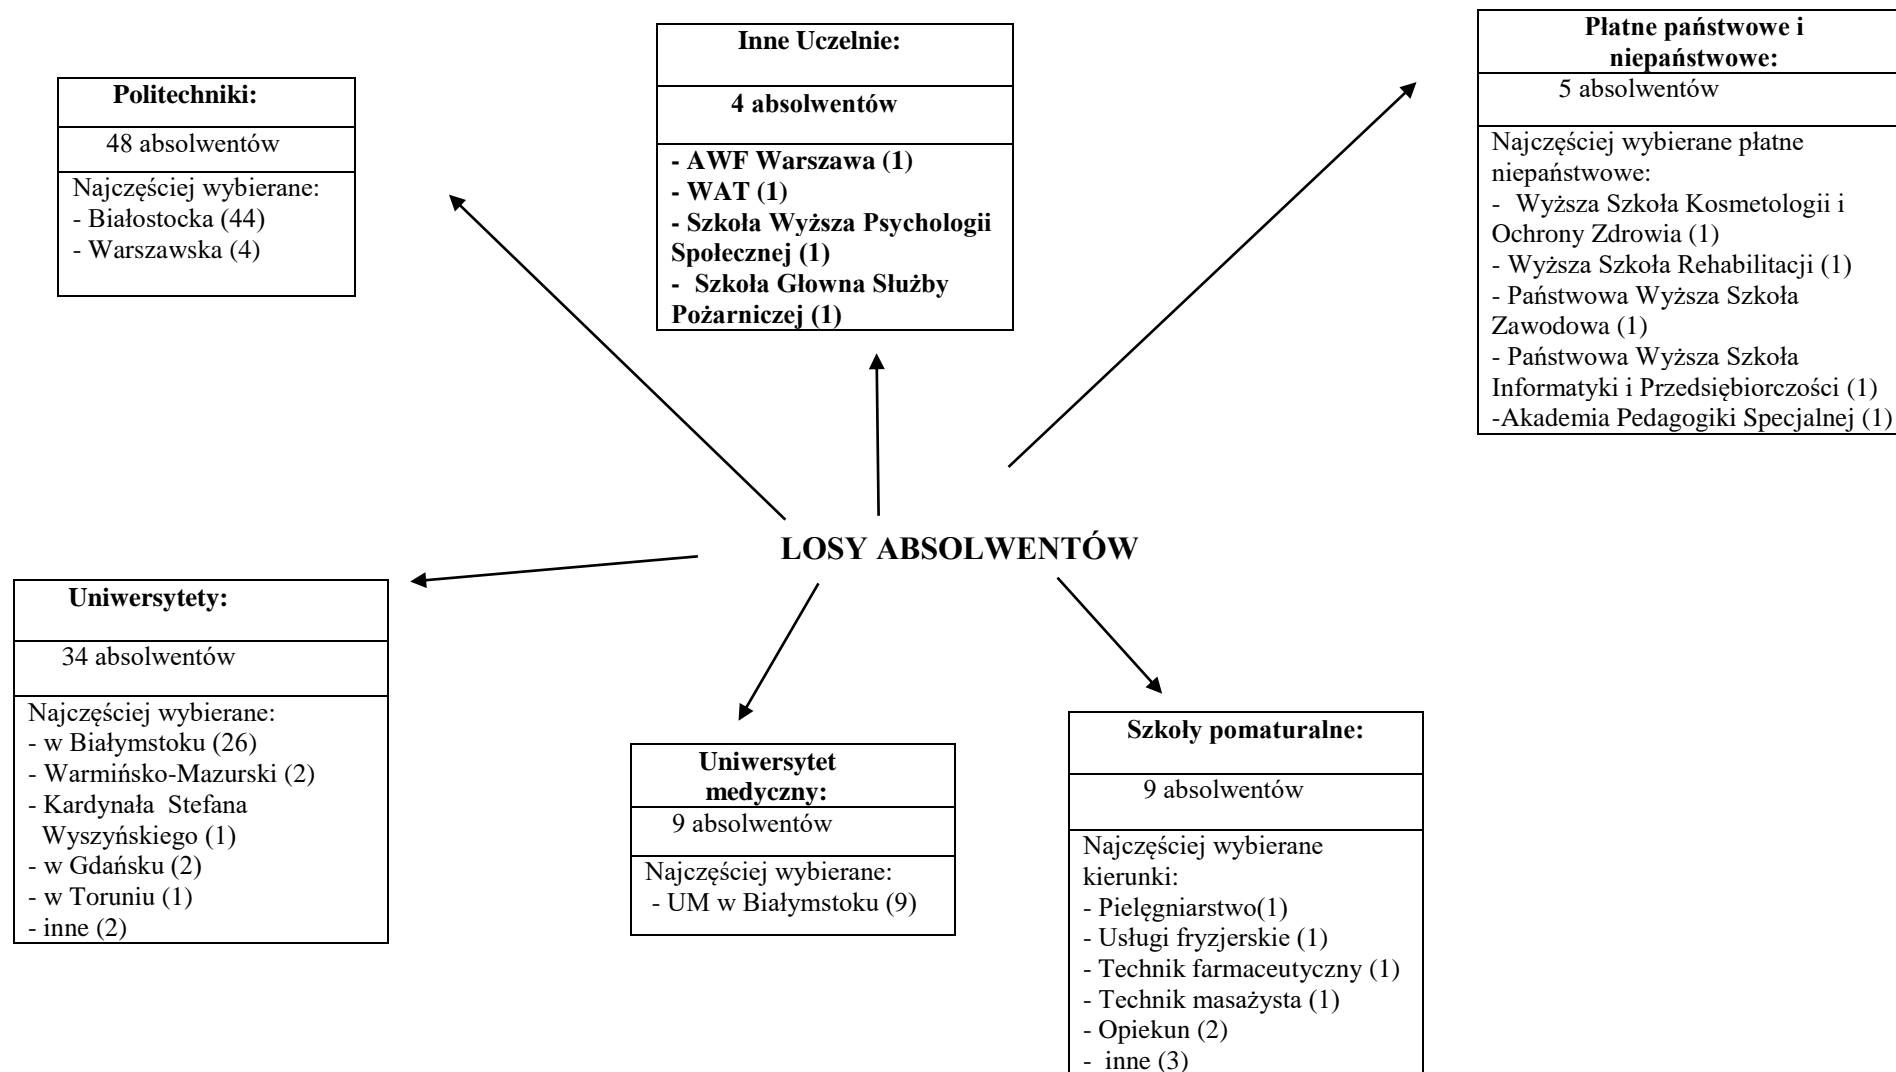 Politechniki:
48 absolwentów
Najczęściej wybierane:
- Białostocka (44)
- Warszawska (4)
Inne Uczelnie:
4 absolwentów
- AWF Warszawa (1)
- WAT (1)
- Szkoła Wyższa Psychologii
Społecznej (1)
- Szkoła Głowna Służby
Pożarniczej (1)
Płatne państwowe i
niepaństwowe:
5 absolwentów
Najczęściej wybierane płatne
niepaństwowe:
- Wyższa Szkoła Kosmetologii i
Ochrony Zdrowia (1)
- Wyższa Szkoła Rehabilitacji (1)
- Państwowa Wyższa Szkoła
Zawodowa (1)
- Państwowa Wyższa Szkoła
Informatyki i Przedsiębiorczości (1)
-Akademia Pedagogiki Specjalnej (1)
LOSY ABSOLWENTÓW
Uniwersytety:
34 absolwentów
Najczęściej wybierane:
- w Białymstoku (26)
- Warmińsko-Mazurski (2)
- Kardynała Stefana
Wyszyńskiego (1)
- w Gdańsku (2)
- w Toruniu (1)
- inne (2)
Uniwersytet
medyczny:
9 absolwentów
Najczęściej wybierane:
- UM w Białymstoku (9)
Szkoły pomaturalne:
9 absolwentów
Najczęściej wybierane
kierunki:
- Pielęgniarstwo(1)
- Usługi fryzjerskie (1)
- Technik farmaceutyczny (1)
- Technik masażysta (1)
- Opiekun (2)
- inne (3)